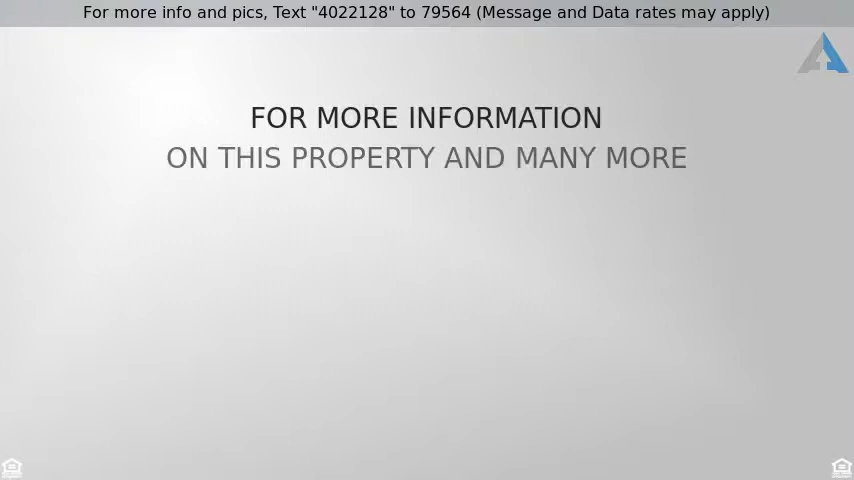 For more info and pics, Text "4022128" to 79564 (Message and Data rates may apply)
FOR MORE INFORMATION
ON THIS PROPERTY AND MANY MORE